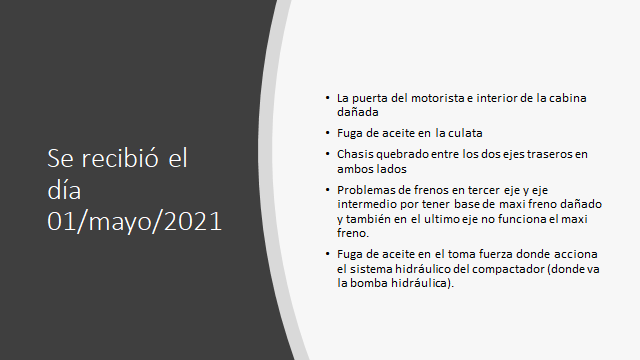 Se recibió el
día
01/mayo/2021
• La puerta del motorista e interior de la cabina
dañada
• Fuga de aceite en la culata
• Chasis quebrado entre los dos ejes traseros en
ambos lados
• Problemas de frenos en tercer eje y eje
intermedio por tener base de maxi freno dañado
y también en el ultimo eje no funciona el maxi
freno.
• Fuga de aceite en el toma fuerza donde acciona
el sistema hidráulico del compactador (donde va
la bomba hidráulica).